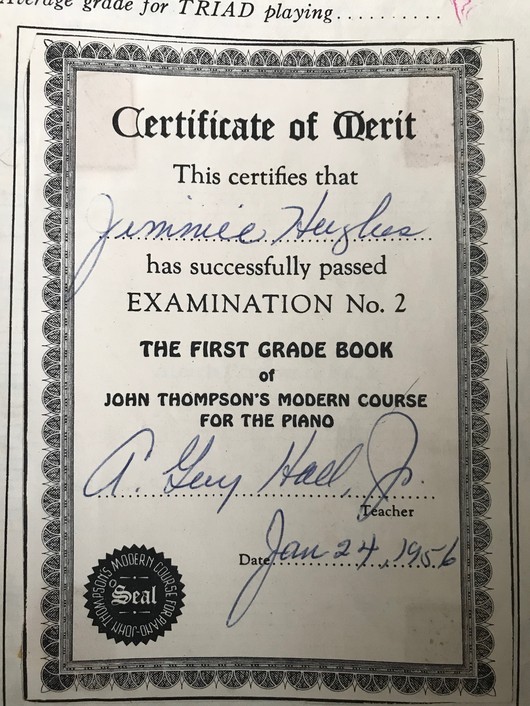 Average grade for TRIAD playing..........
Certificate of Merit
This certifies that
Jimmie Hughes
has successfully passed
EXAMINATION No. 2
THE FIRST GRADE BOOK
of
JOHN THOMPSON'S MODERN COURSE
FOR THE PIANO
A. Guy Hall, Jr.
Teacher
Date Jan 24, 1956
JOHN THOMPSON'S MODERN COURSE FOR PIANO
Seal